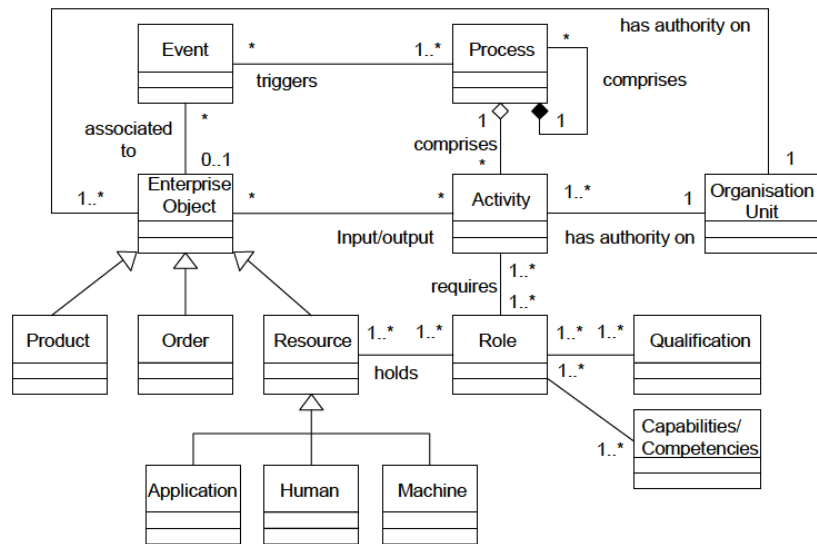 has authority on
Event
*
1..*
Process
*
triggers
comprises
associated
to
*
1
1
comprises
0..1
*
1
1..*
Enterprise
Object
*
*
Activity
1..*
1
Organisation
Unit
Input/output
has authority on
1..*
requires
1..*
Product
Order
Resource
1..*
1..*
Role
1..*
1..*
Qualification
holds
1..*
Capabilities/
Competencies
1..*
Application
Human
Machine